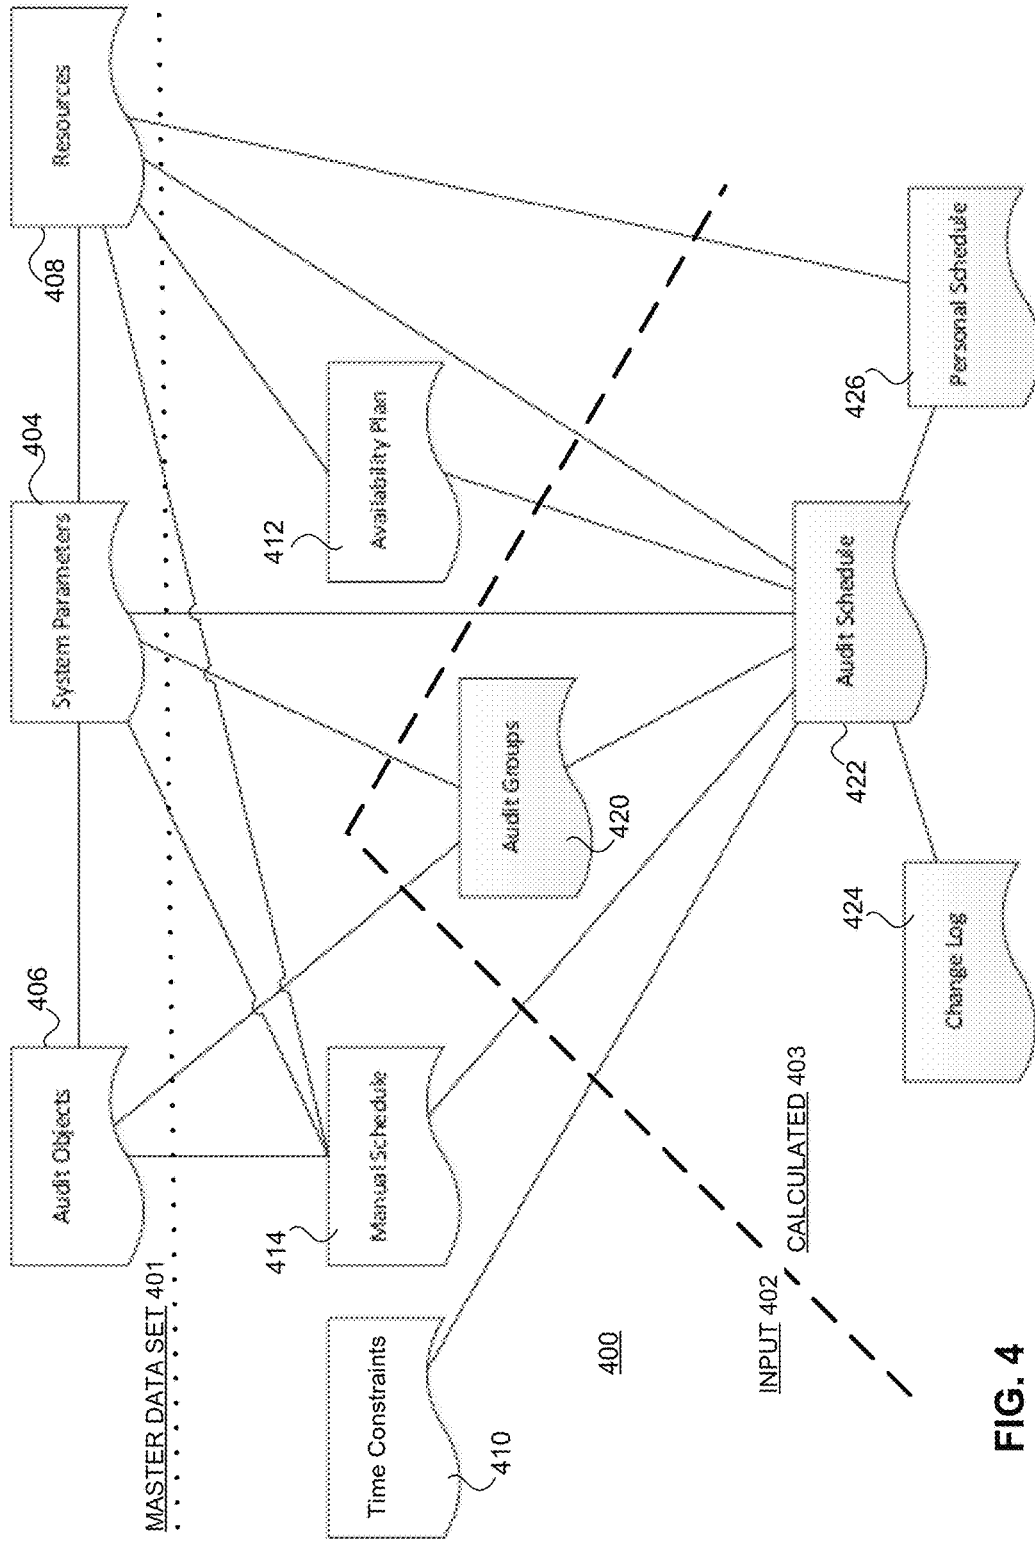 Audit Objects
406
System Parameters
404
Resources
408
MASTER DATA SET 401
Time Constraints
410
Manual Schedule
414
Availability Plan
412
Audit Groups
420
400
INPUT 402
CALCULATED 403
Audit Schedule
422
Change Log
424
Personal Schedule
426
FIG. 4